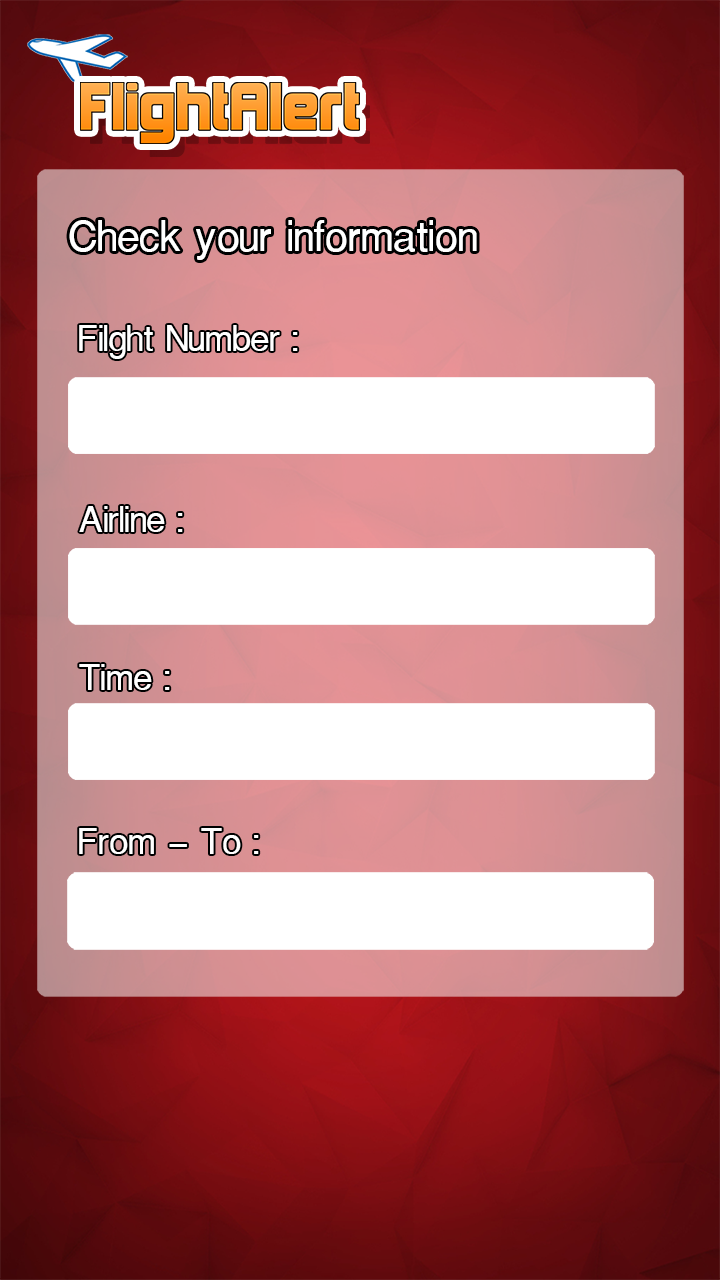 FlightAlert
Check your information
Filght Number :
Airline :
Time :
From – To :